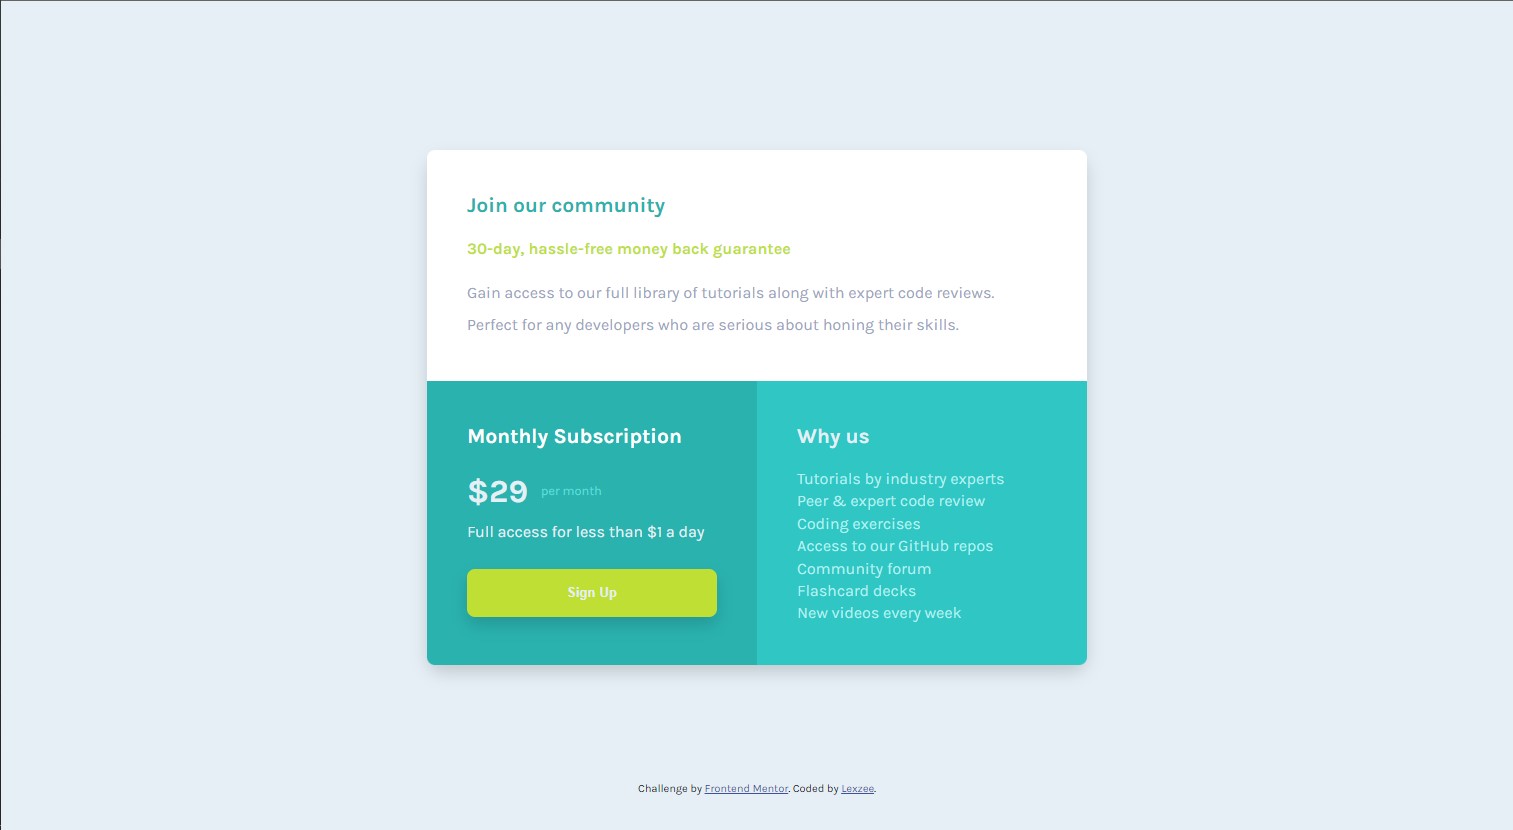 Join our community
30-day, hassle-free money back guarantee
Gain access to our full library of tutorials along with expert code reviews.
Perfect for any developers who are serious about honing their skills.
Monthly Subscription
$29 per month
Full access for less than $1 a day
Sign Up
Why us
Tutorials by industry experts
Peer & expert code review
Coding exercises
Access to our GitHub repos
Community forum
Flashcard decks
New videos every week
Challenge by Frontend Mentor. Coded by Lexzee.